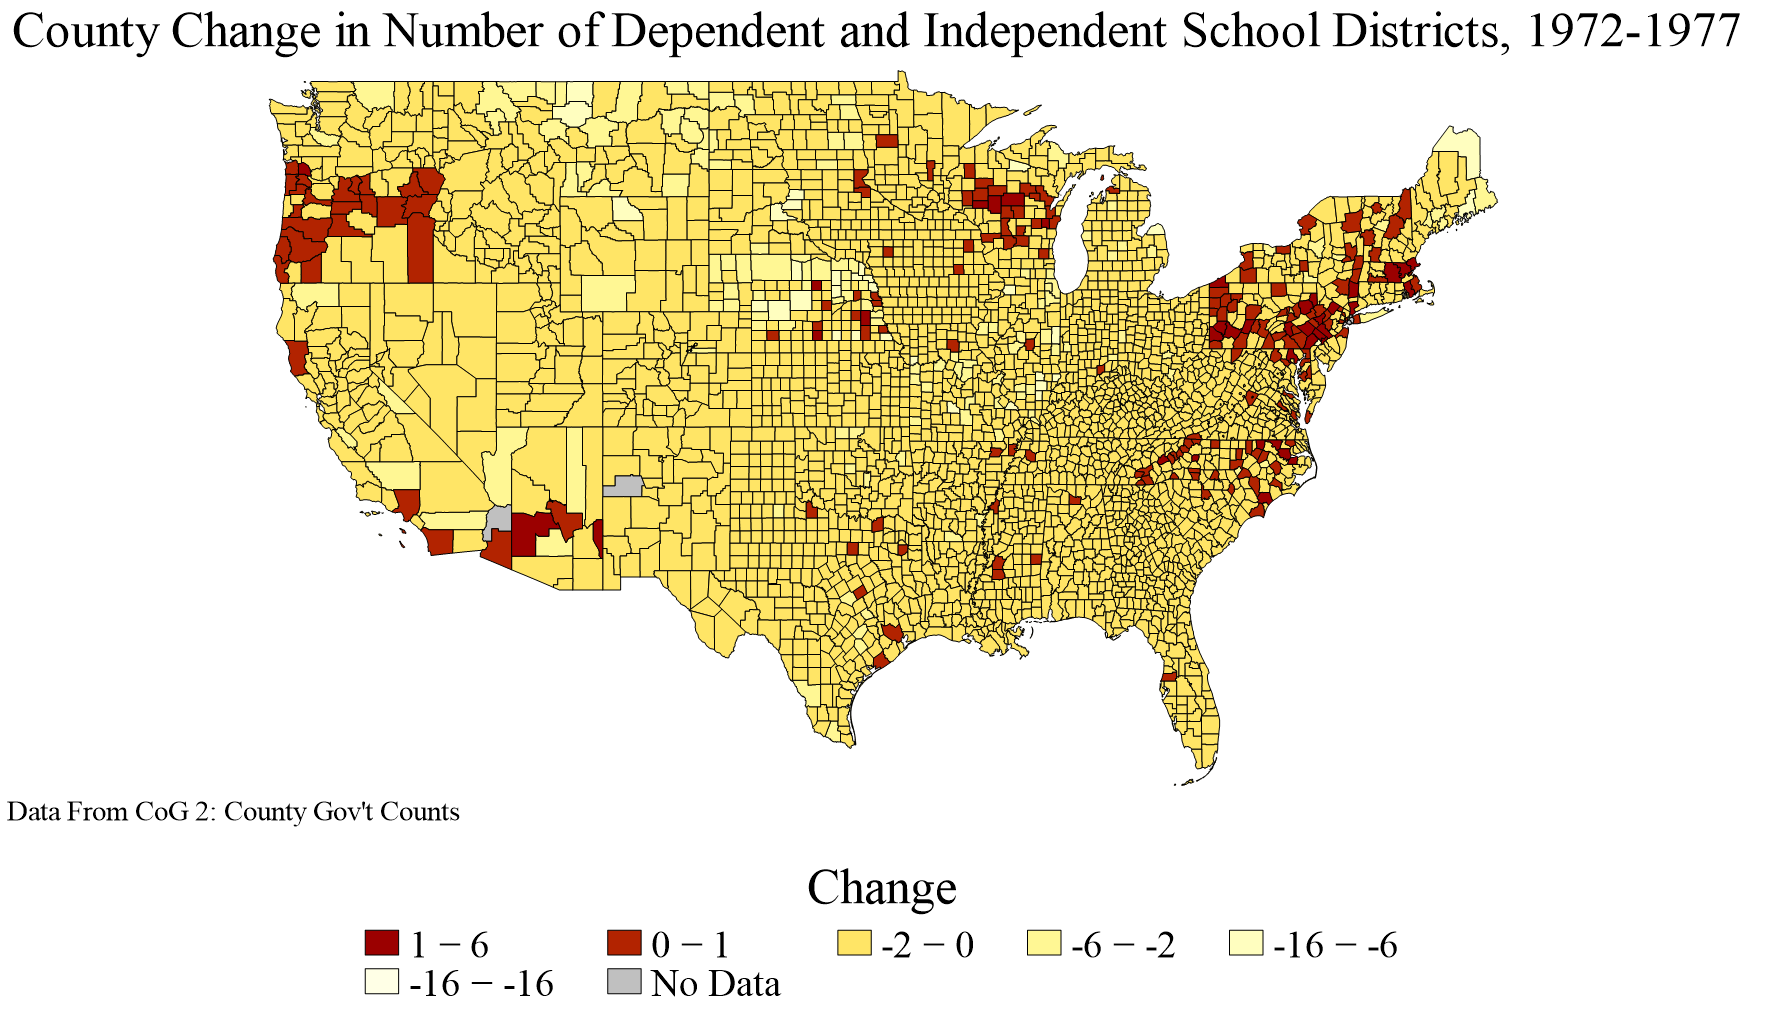 County Change in Number of Dependent and Independent School Districts, 1972-1977
Data From CoG 2: County Gov't Counts
Change
1 − 6
0 − 1
-2 − 0
-6 − -2
-16 − -6
-16 − -16
No Data